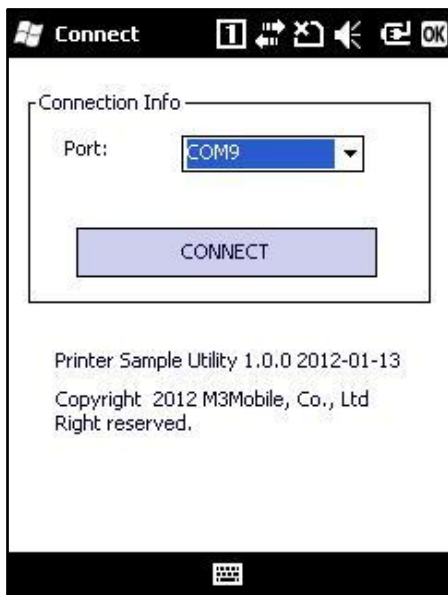 Connect 1 OK
Connection Info
Port: COM9
CONNECT
Printer Sample Utility 1.0.0 2012-01-13
Copyright 2012 M3Mobile, Co., Ltd
Right reserved.